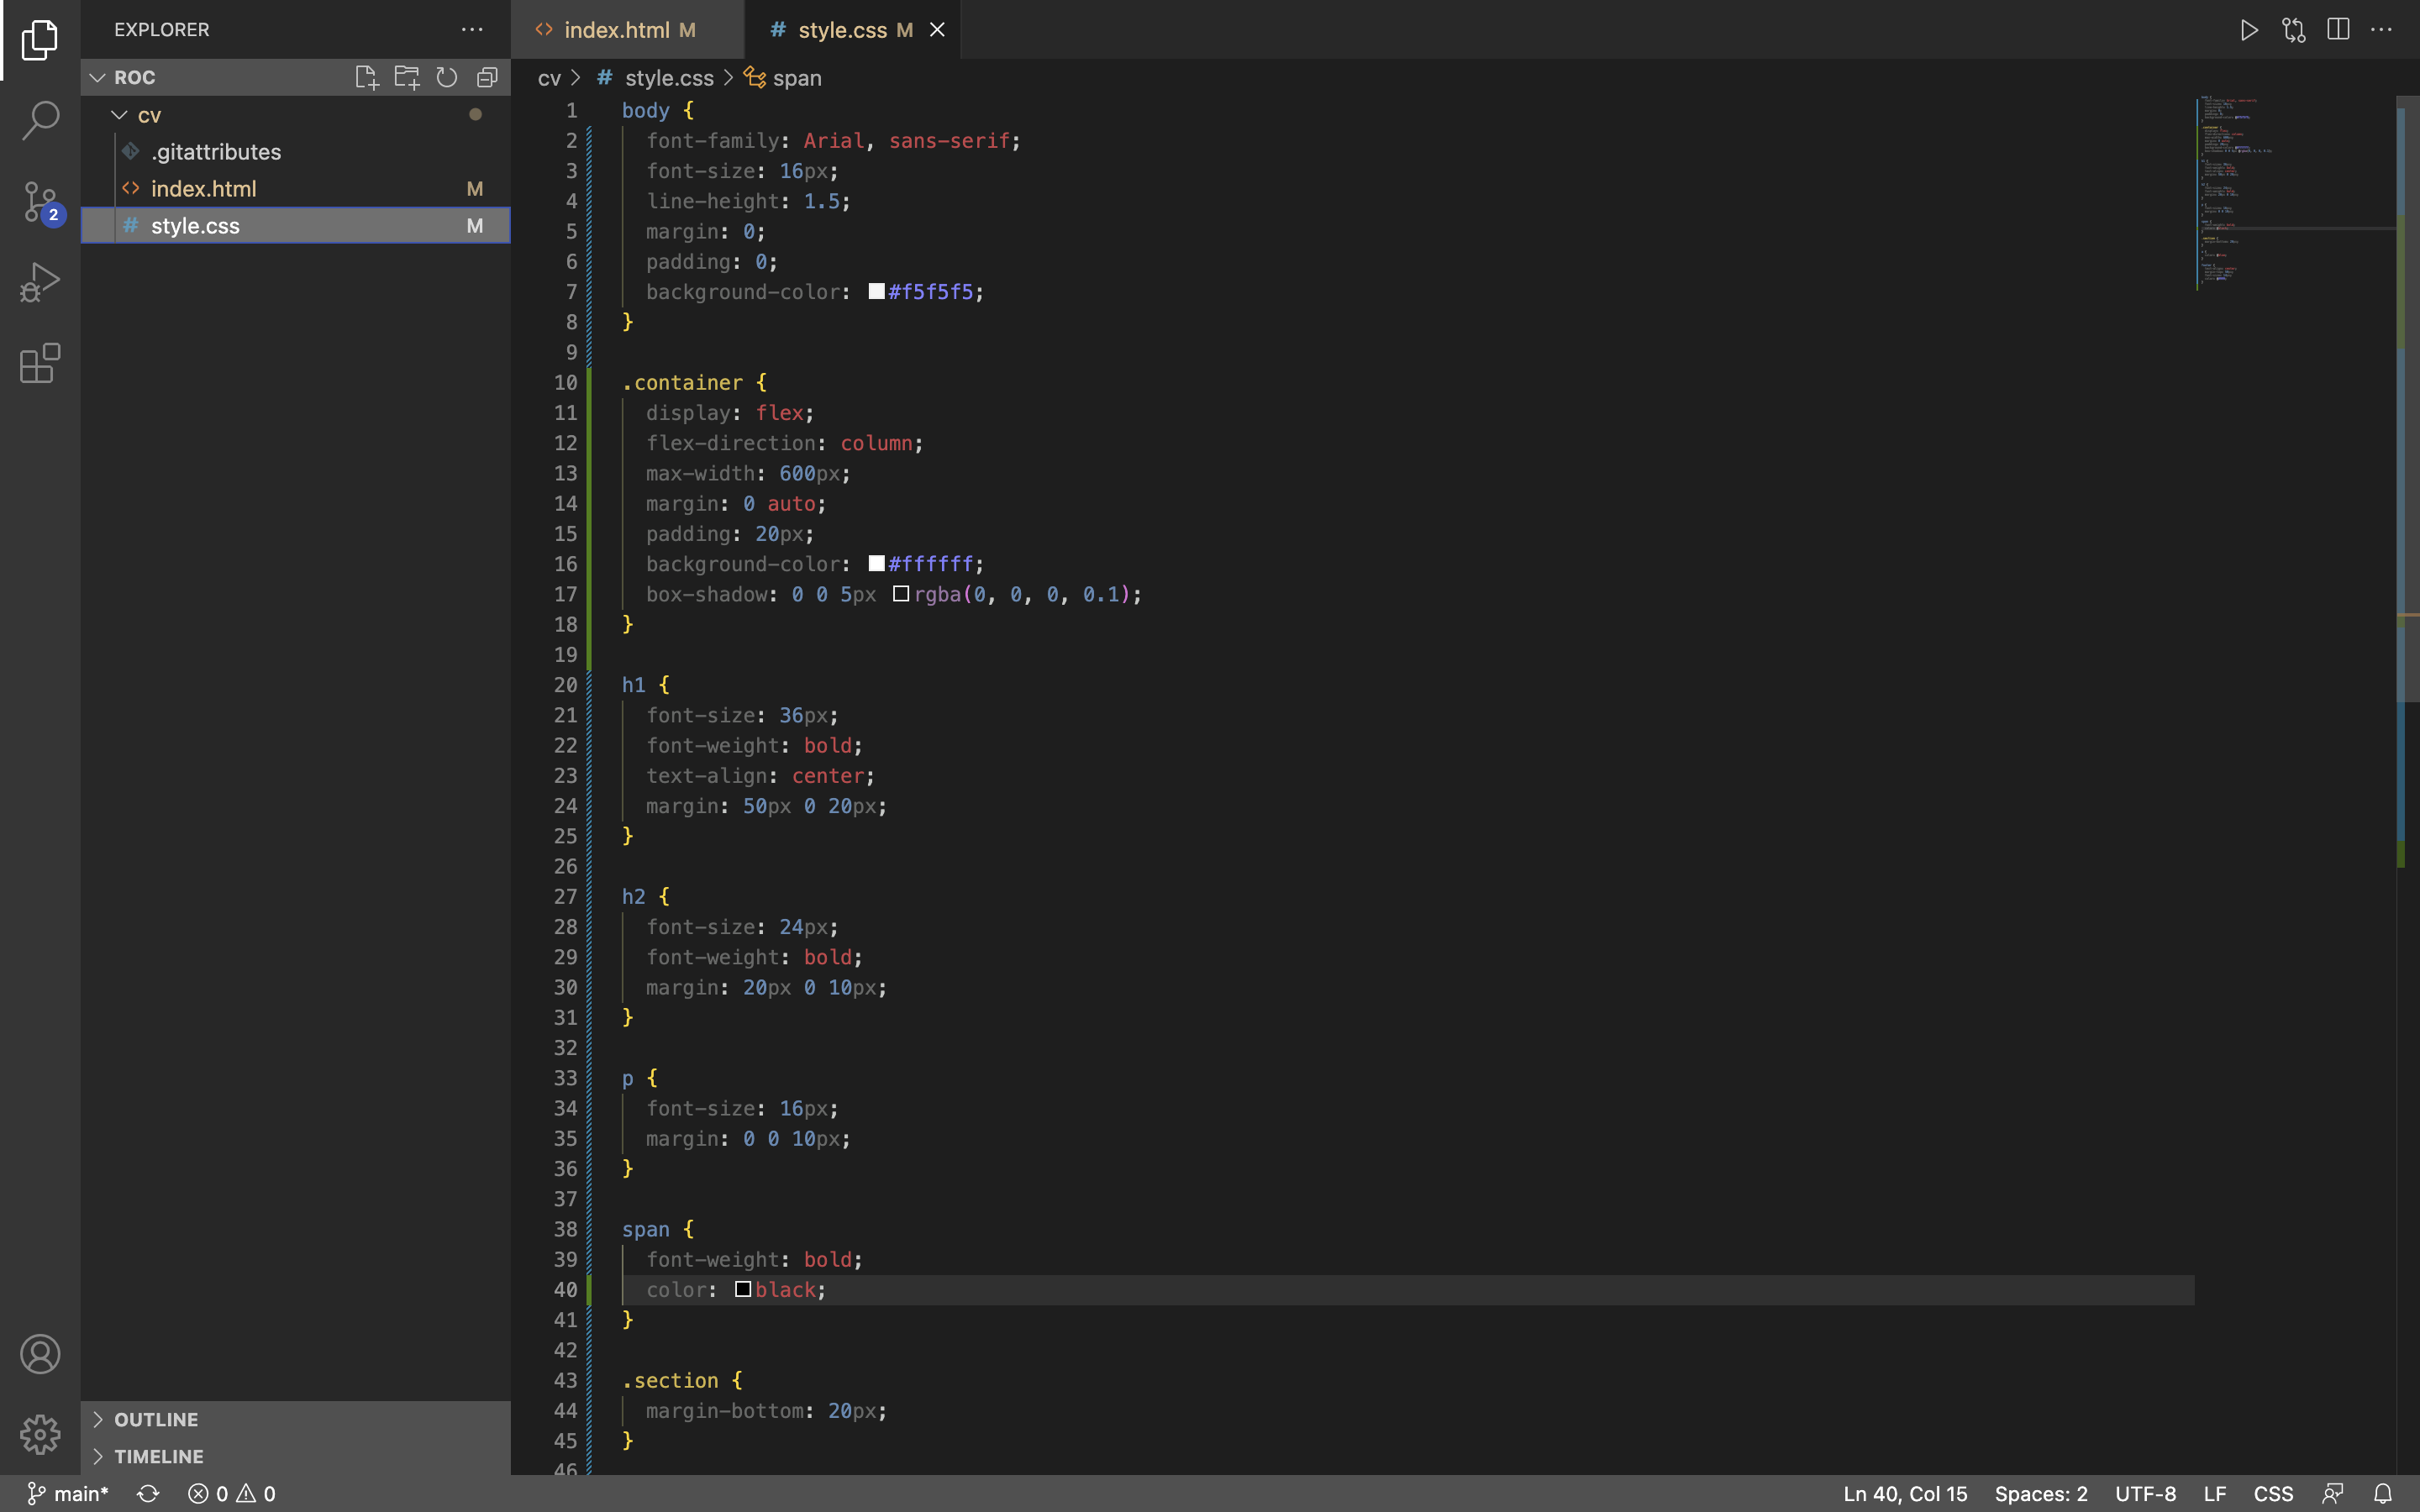 EXPLORER
ROC
cv
.gitattributes
index.html M
style.css M
2
OUTLINE
TIMELINE
index.html M
# style.css M
cv > # style.css > span
1 body {
2 font-family: Arial, sans-serif;
3 font-size: 16px;
4 line-height: 1.5;
5 margin: 0;
6 padding: 0;
7 background-color: #f5f5f5;
8 }
9
10 .container {
11 display: flex;
12 flex-direction: column;
13 max-width: 600px;
14 margin: 0 auto;
15 padding: 20px;
16 background-color: #ffffff;
17 box-shadow: 0 0 5px rgba(0, 0, 0, 0.1);
18 }
19
20 h1 {
21 font-size: 36px;
22 font-weight: bold;
23 text-align: center;
24 margin: 50px 0 20px;
25 }
26
27 h2 {
28 font-size: 24px;
29 font-weight: bold;
30 margin: 20px 0 10px;
31 }
32
33 p {
34 font-size: 16px;
35 margin: 0 0 10px;
36 }
37
38 span {
39 font-weight: bold;
40 color: black;
41 }
42
43 .section {
44 margin-bottom: 20px;
45 }
46
main* 0 0 Ln 40, Col 15 Spaces: 2 UTF-8 LF CSS